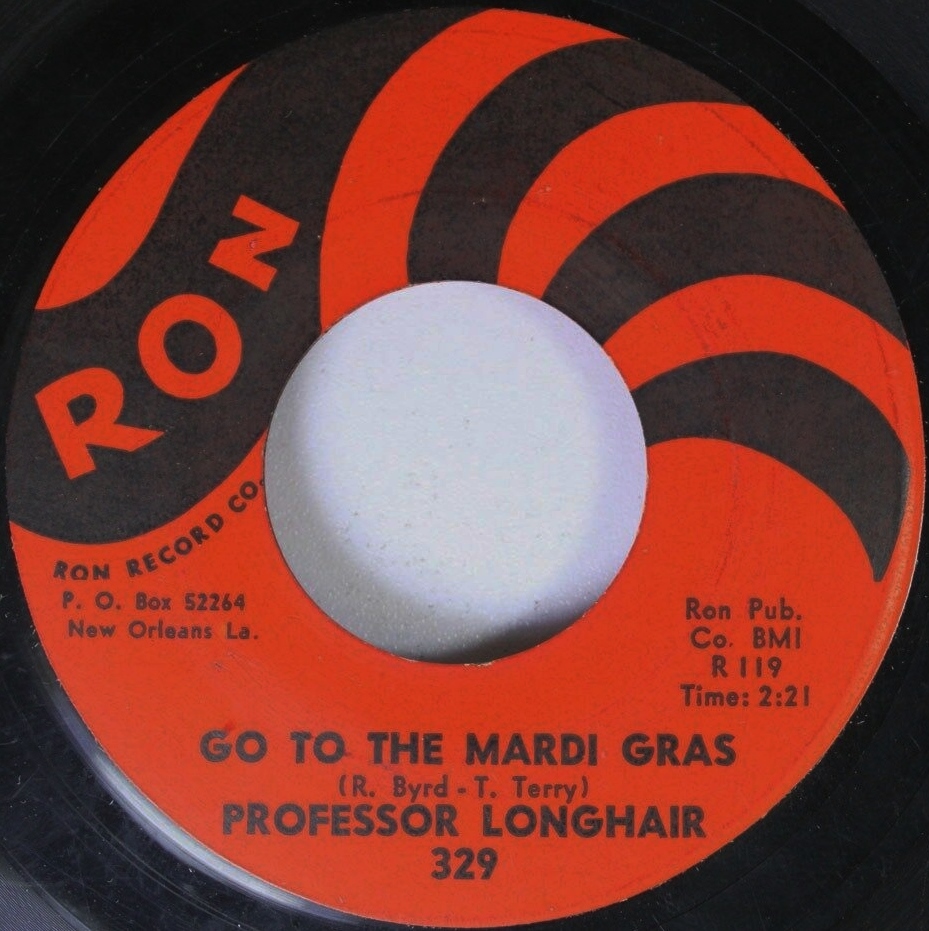 RON
RON RECORD CO.
P. O. Box 52264
New Orleans La.
Ron Pub.
Co. BMI
R 119
Time: 2:21
GO TO THE MARDI GRAS
(R. Byrd - T. Terry)
PROFESSOR LONGHAIR
329